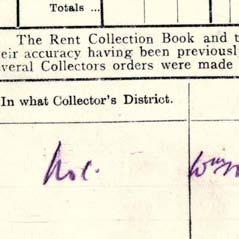 Totals ...
The Rent Collection Book and t
eir accuracy having been previousl
veral Collectors orders were made
In what Collector's District.